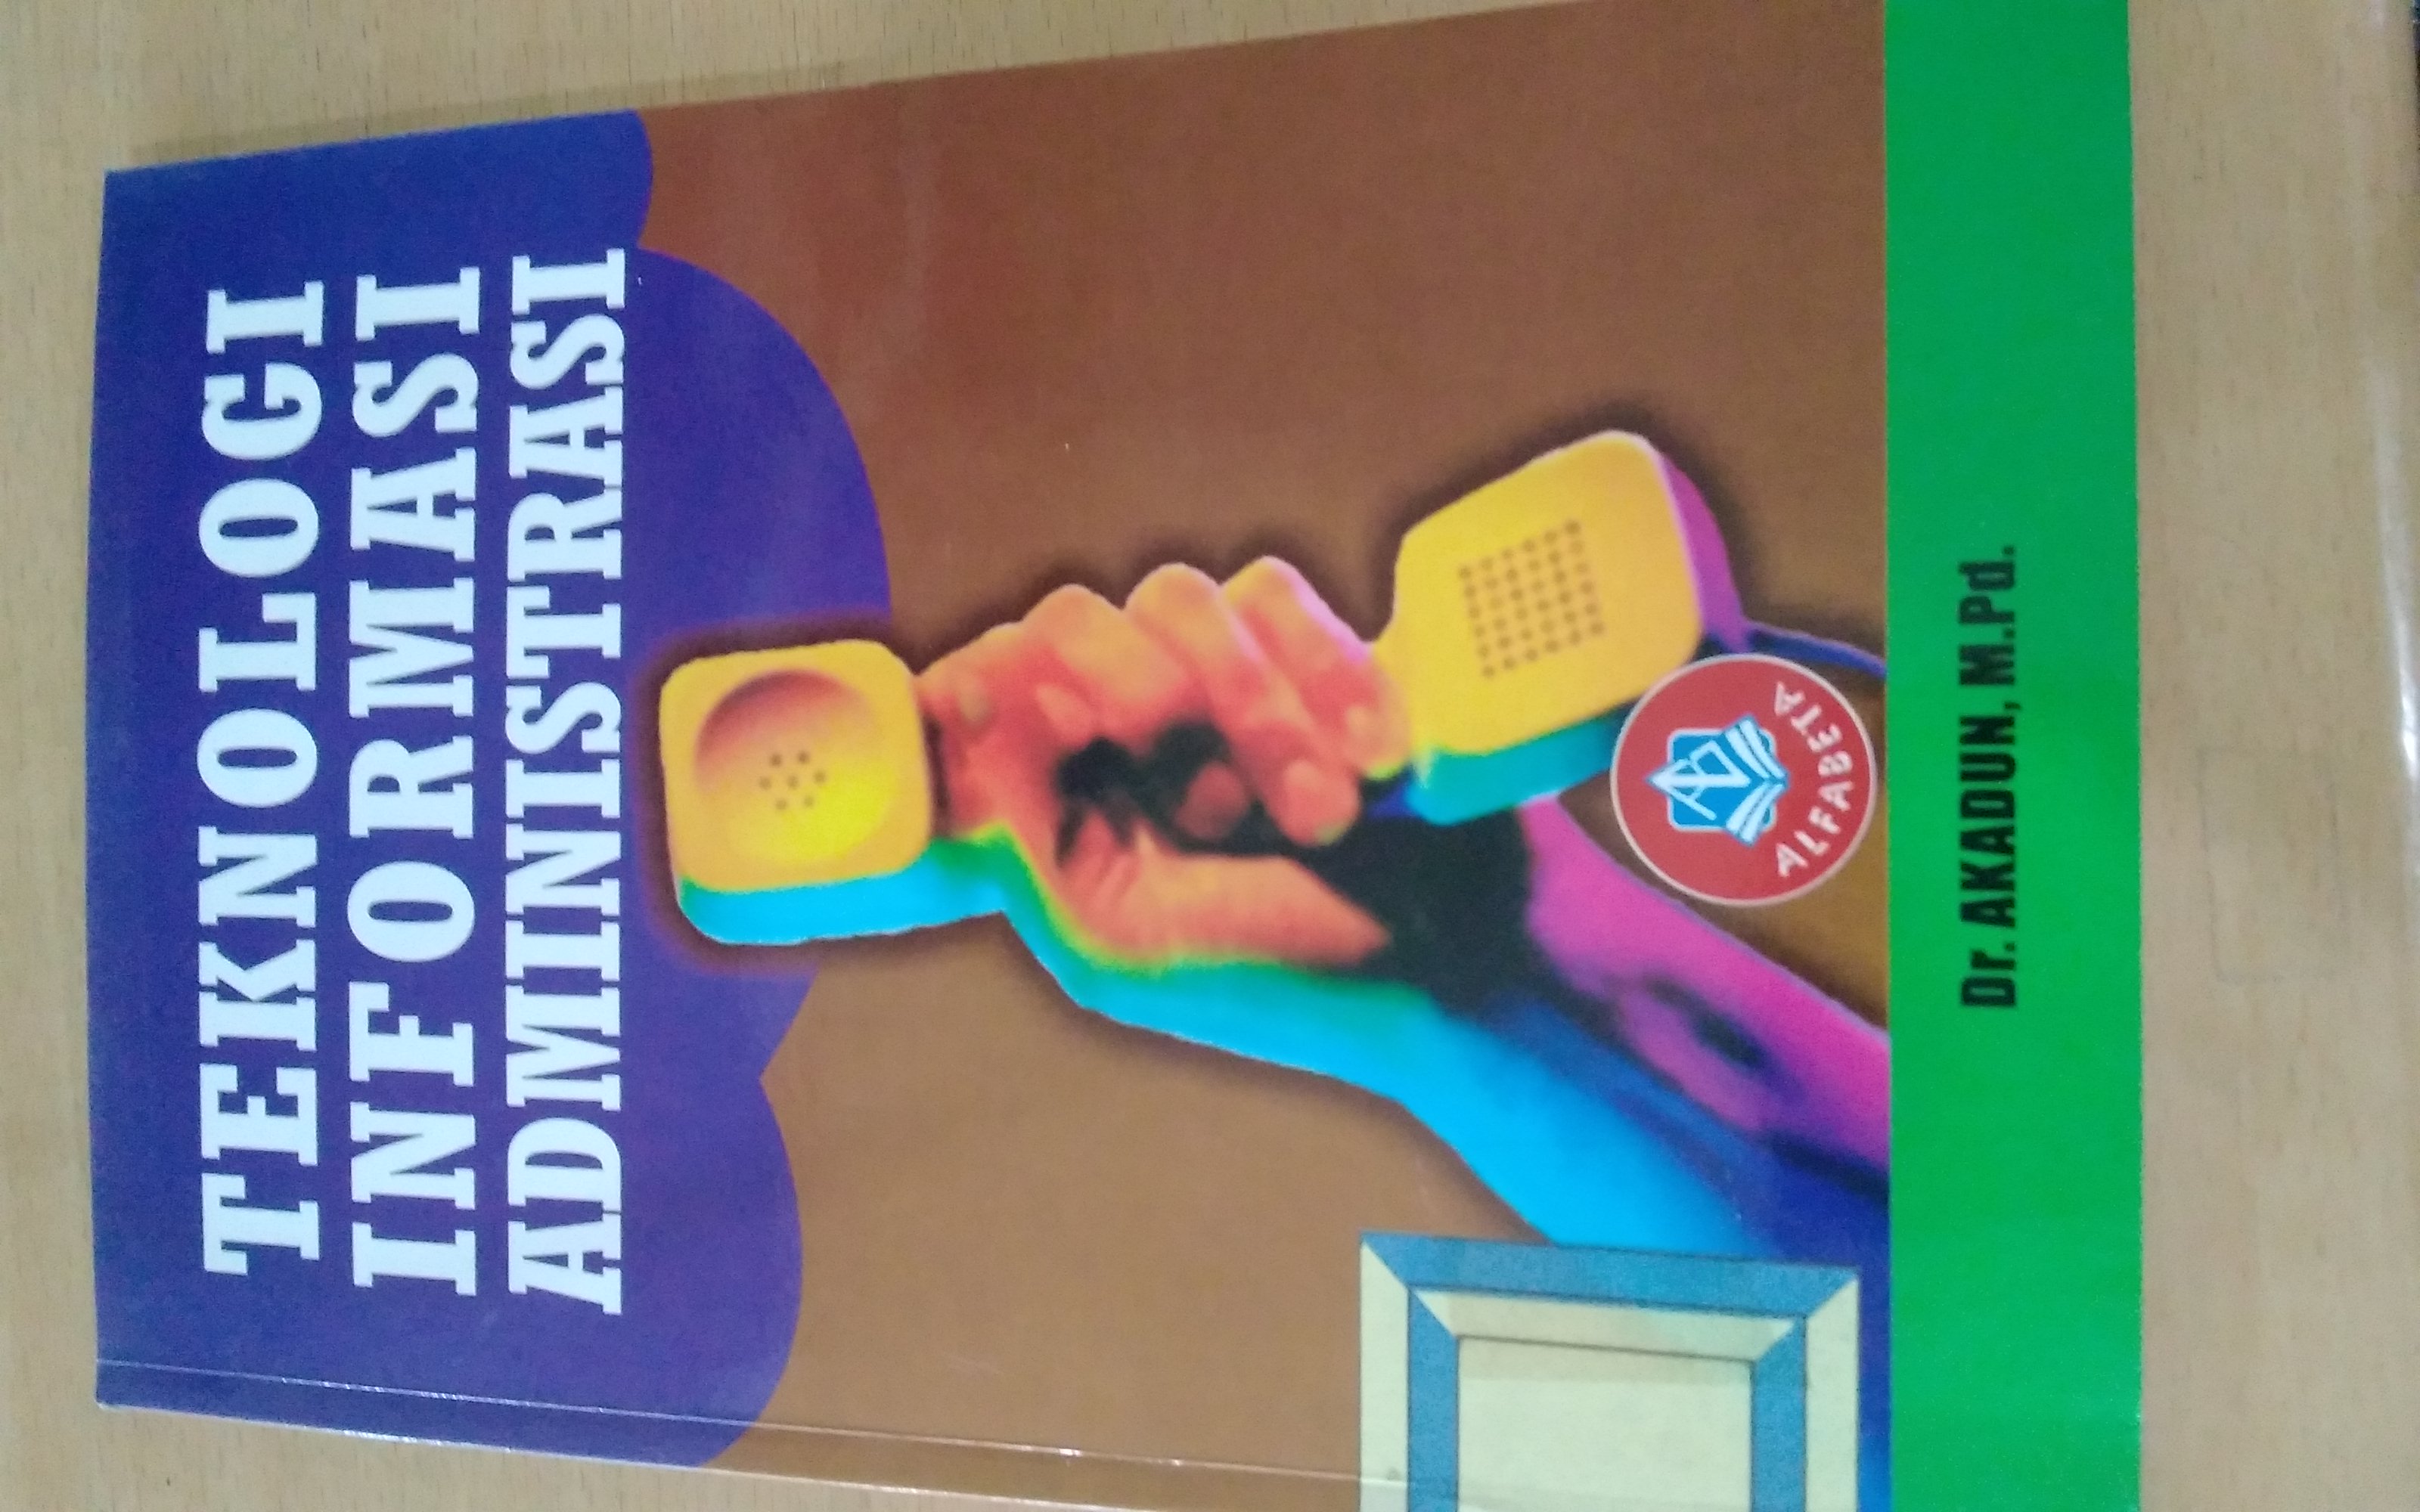 TEKNOLOGI
INFORMASI
ADMINISTRASI
ALFABETA
Dr. AKADUN, M.Pd.